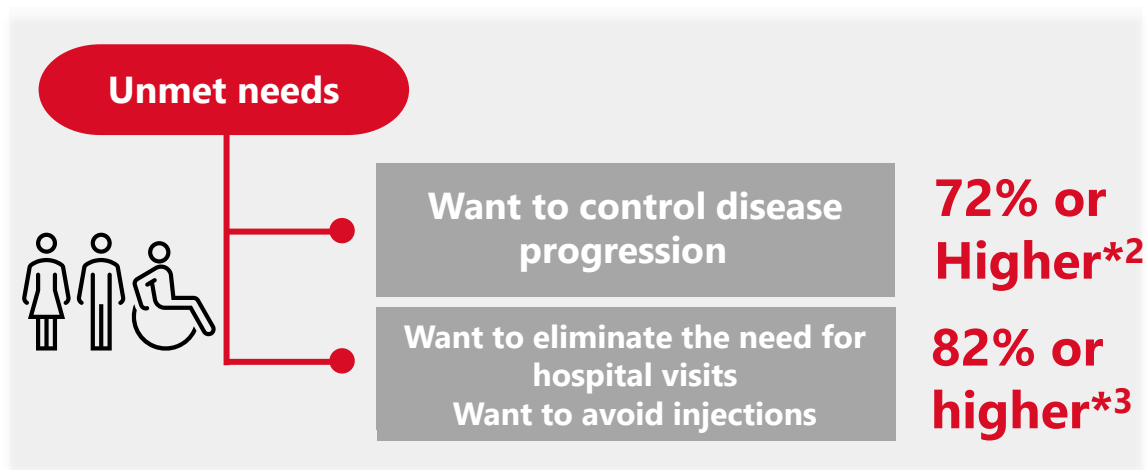 Unmet needs
Want to control disease
progression
72% or
Higher*2
Want to eliminate the need for
hospital visits
Want to avoid injections
82% or
higher*3